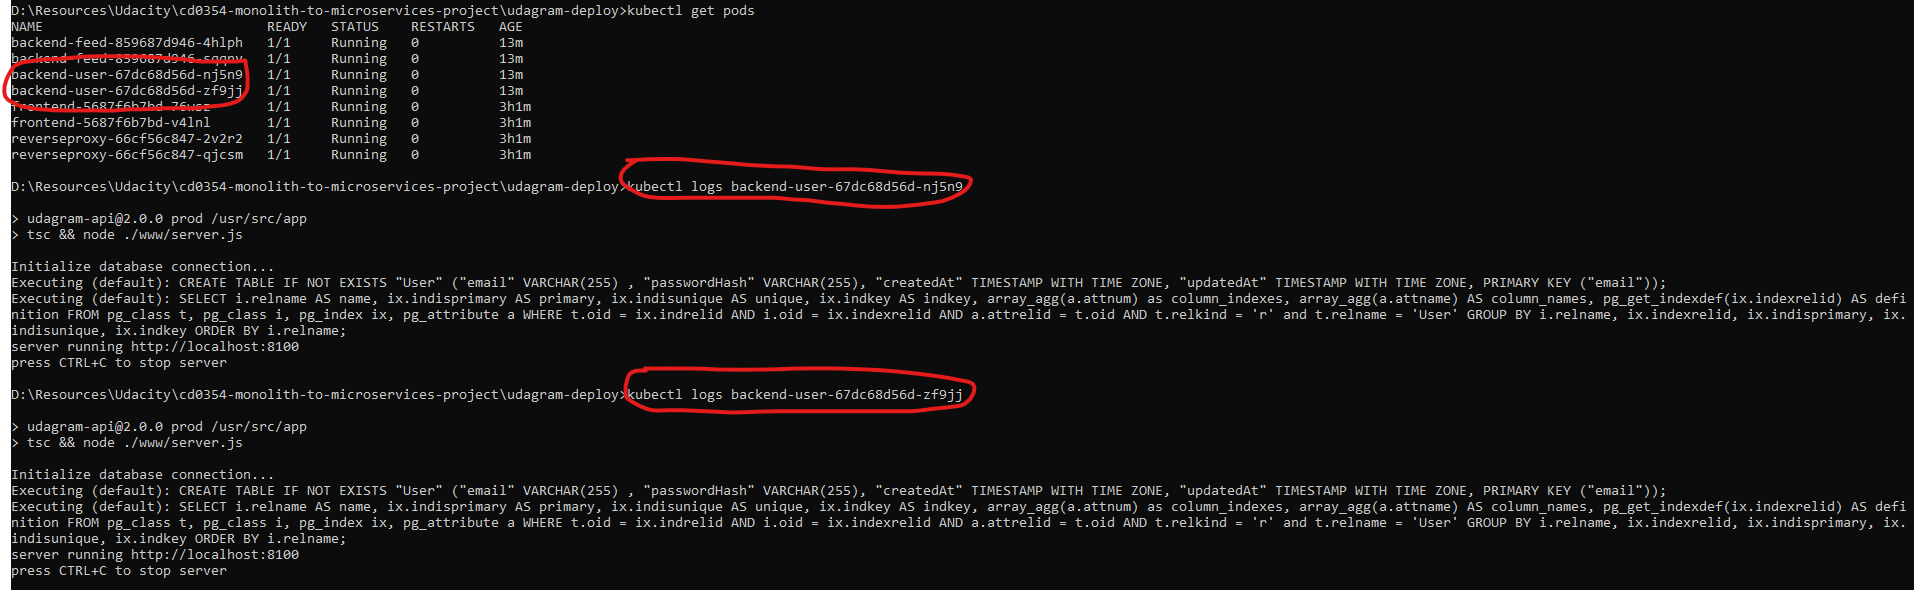 D:\Resources\Udacity\cd0354-monolith-to-microservices-project\udagram-deploy>kubectl get pods
NAME                            READY   STATUS    RESTARTS   AGE
backend-feed-859687d946-4hlph   1/1     Running   0          13m
backend-feed-859687d946-sqqnv   1/1     Running   0          13m
backend-user-67dc68d56d-nj5n9   1/1     Running   0          13m
backend-user-67dc68d56d-zf9jj   1/1     Running   0          13m
frontend-5687f6b7bd-76wsz       1/1     Running   0          3h1m
frontend-5687f6b7bd-v4lnl       1/1     Running   0          3h1m
reverseproxy-66cf56c847-2v2r2   1/1     Running   0          3h1m
reverseproxy-66cf56c847-qjcsm   1/1     Running   0          3h1m
D:\Resources\Udacity\cd0354-monolith-to-microservices-project\udagram-deploy>kubectl logs backend-user-67dc68d56d-nj5n9
> udagram-api@2.0.0 prod /usr/src/app
> tsc && node ./www/server.js
Initialize database connection...
Executing (default): CREATE TABLE IF NOT EXISTS "User" ("email" VARCHAR(255) , "passwordHash" VARCHAR(255), "createdAt" TIMESTAMP WITH TIME ZONE, "updatedAt" TIMESTAMP WITH TIME ZONE, PRIMARY KEY ("email"));
Executing (default): SELECT i.relname AS name, ix.indisprimary AS primary, ix.indisunique AS unique, ix.indkey AS indkey, array_agg(a.attnum) as column_indexes, array_agg(a.attname) AS column_names, pg_get_indexdef(ix.indexrelid) AS defi
nition FROM pg_class t, pg_class i, pg_index ix, pg_attribute a WHERE t.oid = ix.indrelid AND i.oid = ix.indexrelid AND a.attrelid = t.oid AND t.relkind = 'r' and t.relname = 'User' GROUP BY i.relname, ix.indexrelid, ix.indisprimary, ix.
indisunique, ix.indkey ORDER BY i.relname;
server running http://localhost:8100
press CTRL+C to stop server
D:\Resources\Udacity\cd0354-monolith-to-microservices-project\udagram-deploy>kubectl logs backend-user-67dc68d56d-zf9jj
> udagram-api@2.0.0 prod /usr/src/app
> tsc && node ./www/server.js
Initialize database connection...
Executing (default): CREATE TABLE IF NOT EXISTS "User" ("email" VARCHAR(255) , "passwordHash" VARCHAR(255), "createdAt" TIMESTAMP WITH TIME ZONE, "updatedAt" TIMESTAMP WITH TIME ZONE, PRIMARY KEY ("email"));
Executing (default): SELECT i.relname AS name, ix.indisprimary AS primary, ix.indisunique AS unique, ix.indkey AS indkey, array_agg(a.attnum) as column_indexes, array_agg(a.attname) AS column_names, pg_get_indexdef(ix.indexrelid) AS defi
nition FROM pg_class t, pg_class i, pg_index ix, pg_attribute a WHERE t.oid = ix.indrelid AND i.oid = ix.indexrelid AND a.attrelid = t.oid AND t.relkind = 'r' and t.relname = 'User' GROUP BY i.relname, ix.indexrelid, ix.indisprimary, ix.
indisunique, ix.indkey ORDER BY i.relname;
server running http://localhost:8100
press CTRL+C to stop server